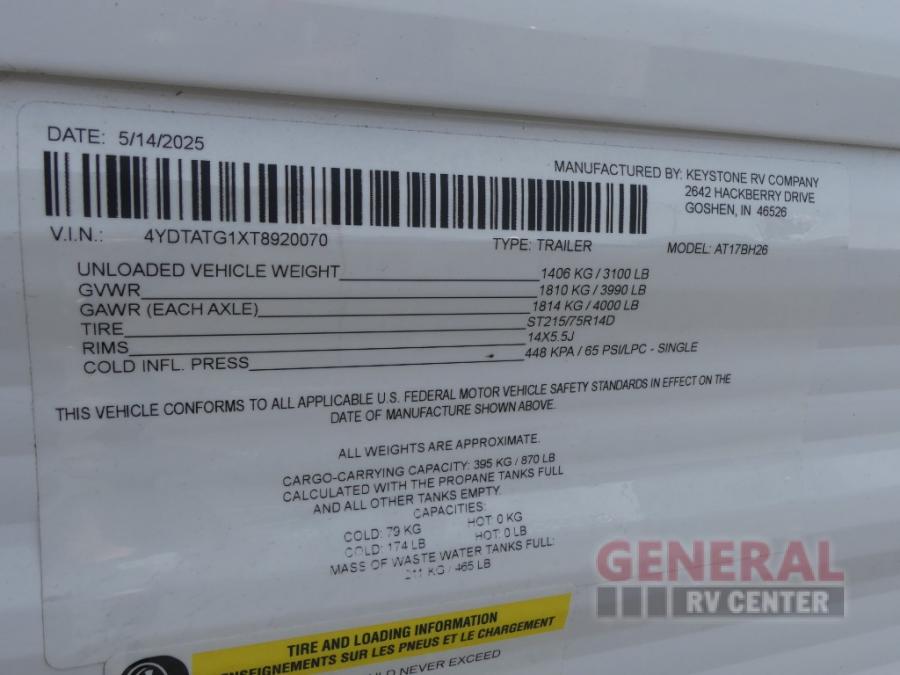 DATE: 5/14/2025
MANUFACTURED BY: KEYSTONE RV COMPANY
2642 HACKBERRY DRIVE
GOSHEN, IN 46526
V.I.N.: 4YDTATG1XT8920070 TYPE: TRAILER MODEL: AT17BH26
UNLOADED VEHICLE WEIGHT 1406 KG / 3100 LB
GVWR 1810 KG / 3990 LB
GAWR (EACH AXLE) 1814 KG / 4000 LB
TIRE ST215/75R14D
RIMS 14X5.5J
COLD INFL. PRESS 448 KPA / 65 PSI/LPC - SINGLE
THIS VEHICLE CONFORMS TO ALL APPLICABLE U.S. FEDERAL MOTOR VEHICLE SAFETY STANDARDS IN EFFECT ON THE
DATE OF MANUFACTURE SHOWN ABOVE.
ALL WEIGHTS ARE APPROXIMATE.
CARGO-CARRYING CAPACITY: 395 KG / 870 LB
CALCULATED WITH THE PROPANE TANKS FULL
AND ALL OTHER TANKS EMPTY.
CAPACITIES:
COLD: 79 KG HOT: 0 KG
COLD: 174 LB HOT: 0 LB
MASS OF WASTE WATER TANKS FULL:
KG / 465 LB
TIRE AND LOADING INFORMATION
SUR LES PNEUS ET LE CHARGEMENT
NEVER EXCEED
GENERAL
RV CENTER